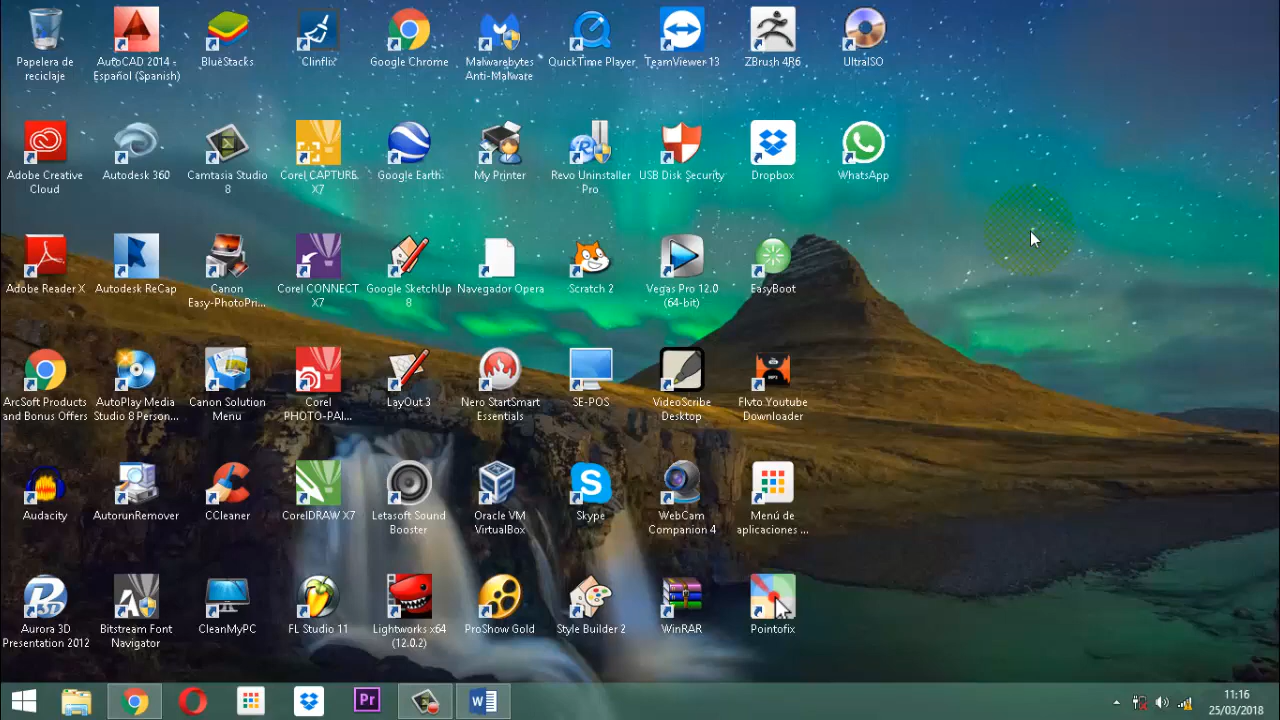 Papelera de
reciclaje
AutoCAD 2014 -
Español (Spanish)
BlueStacks
Clinflix
Google Chrome
Malwarebytes
Anti-Malware
QuickTime Player
TeamViewer 13
ZBrush 4R6
UltraISO
Adobe Creative
Cloud
Autodesk 360
Camtasia Studio
8
Corel CAPTURE
X7
Google Earth
My Printer
Revo Uninstaller
Pro
USB Disk Security
Dropbox
WhatsApp
Adobe Reader X
Autodesk ReCap
Canon
Easy-PhotoPri...
Corel CONNECT
X7
Google SketchUp
8
Navegador Opera
Scratch 2
Vegas Pro 12.0
(64-bit)
EasyBoot
ArcSoft Products
and Bonus Offers
AutoPlay Media
Studio 8 Person...
Canon Solution
Menu
Corel
PHOTO-PAI...
LayOut 3
Nero StartSmart
Essentials
SE-POS
VideoScribe
Desktop
Flvto Youtube
Downloader
Audacity
AutorunRemover
CCleaner
CorelDRAW X7
Letasoft Sound
Booster
Oracle VM
VirtualBox
Skype
WebCam
Companion 4
Menú de
aplicaciones ...
Aurora 3D
Presentation 2012
Bitstream Font
Navigator
CleanMyPC
FL Studio 11
Lightworks x64
(12.0.2)
ProShow Gold
Style Builder 2
WinRAR
Pointofix
Pr
W
11:16
25/03/2018